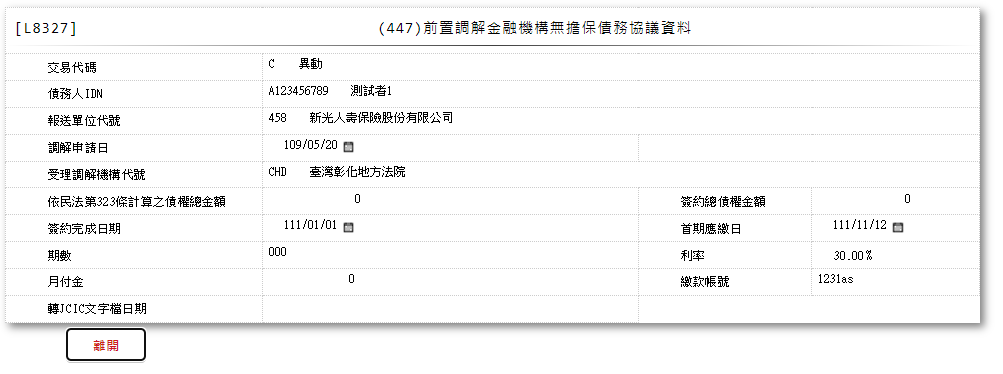 [L8327] (447)前置調解金融機構無擔保債務協議資料
交易代碼 C 異動
債務人IDN A123456789 測試者1
報送單位代號 458 新光人壽保險股份有限公司
調解申請日 109/05/20
受理調解機構代號 CHD 臺灣彰化地方法院
依民法第323條計算之債權總金額 0 簽約總債權金額 0
簽約完成日期 111/01/01 首期應繳日 111/11/12
期數 000 利率 30.00%
月付金 0 繳款帳號 1231as
轉JCIC文字檔日期
離開